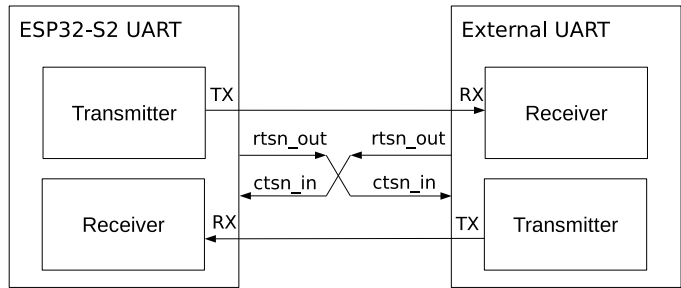 ESP32-S2 UART
External UART
TX
RX
Transmitter
Receiver
rtsn_out
rtsn_out
ctsn_in
ctsn_in
RX
TX
Receiver
Transmitter